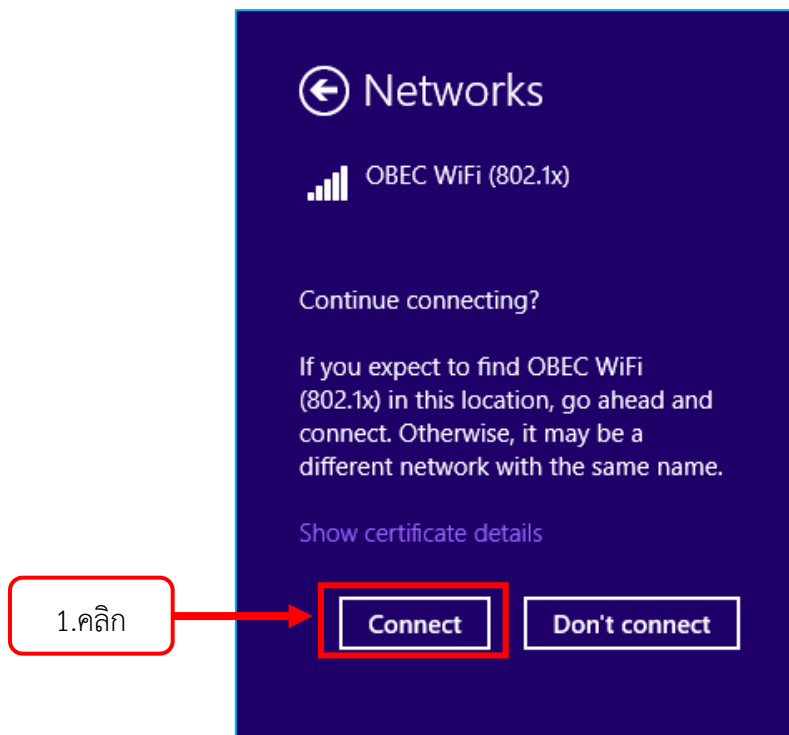 Networks
OBEC WiFi (802.1x)
Continue connecting?
If you expect to find OBEC WiFi
(802.1x) in this location, go ahead and
connect. Otherwise, it may be a
different network with the same name.
Show certificate details
1.คลิก
Connect
Don't connect